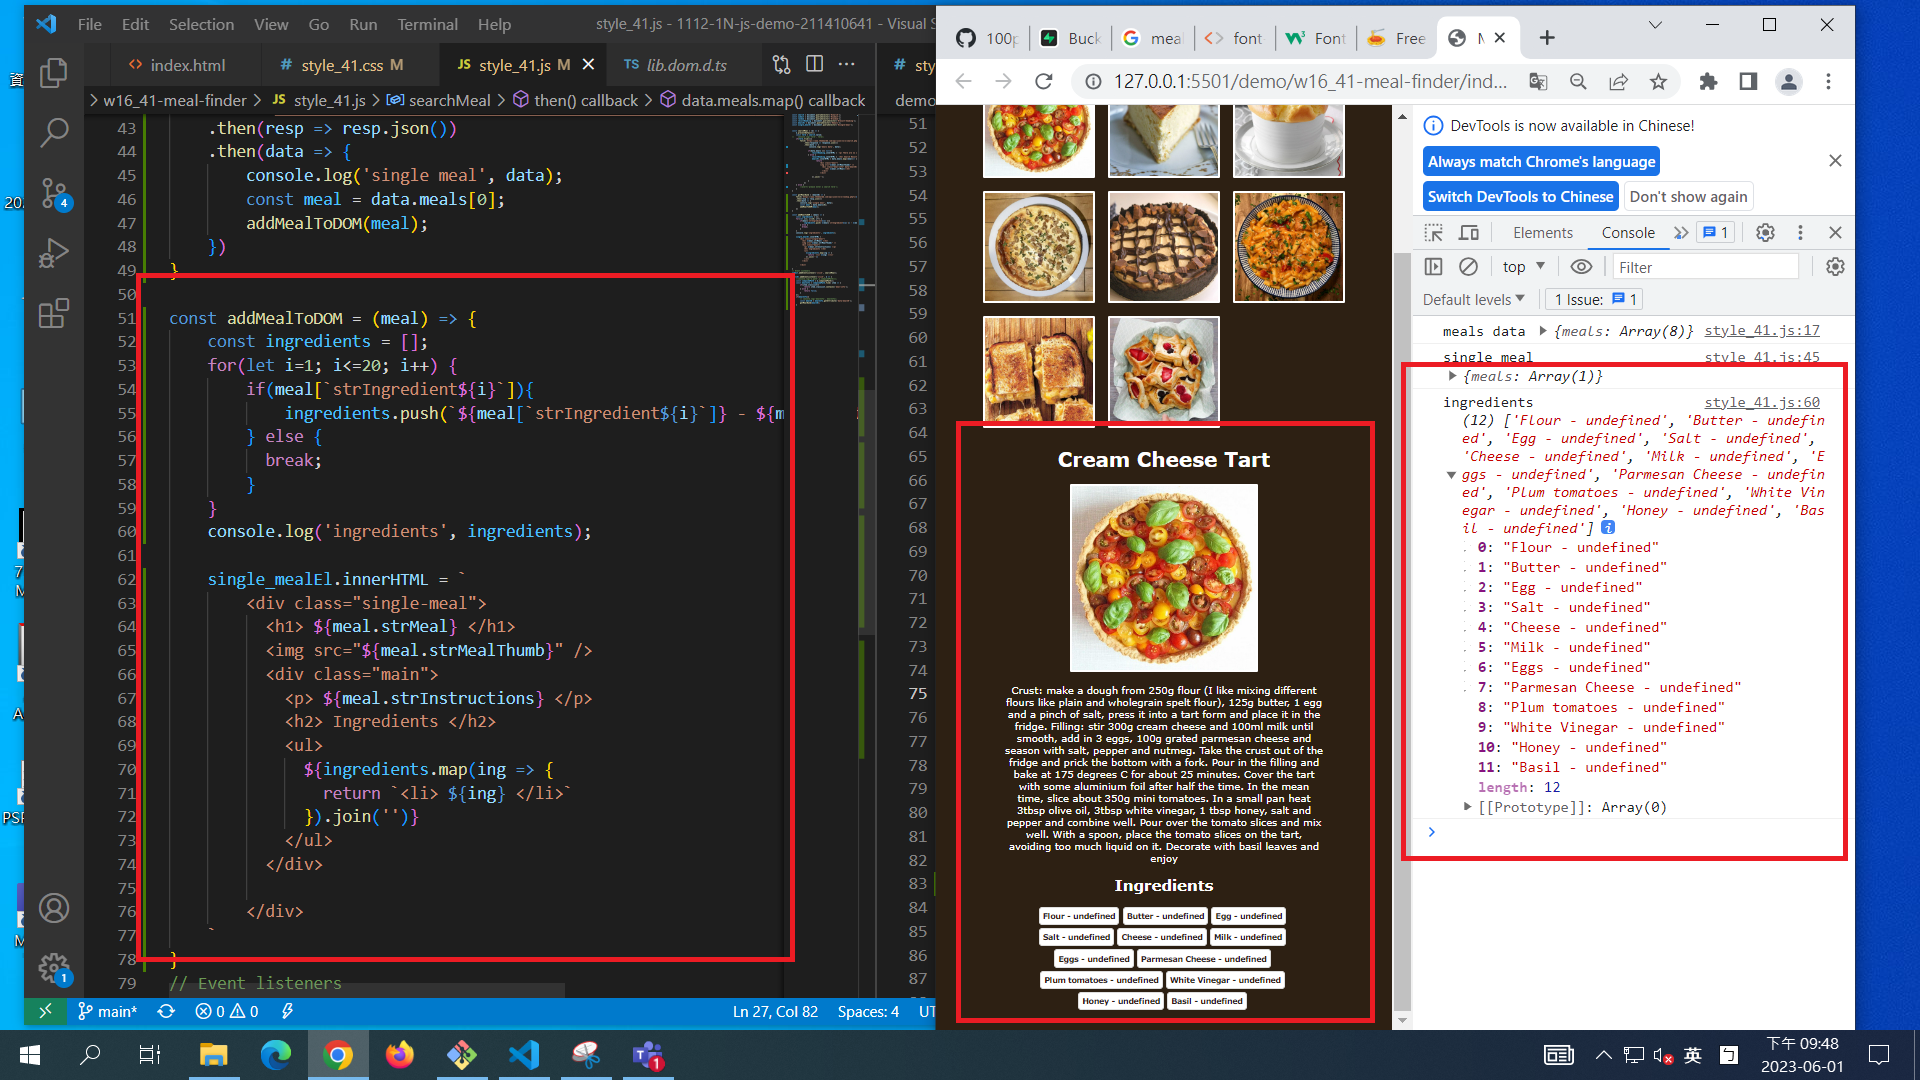 File Edit Selection View Go Run Terminal Help
style_41.js - 1112-1N-js-demo-211410641 - Visual S
index.html
style_41.css M
JS style_41.js M
TS lib.dom.d.ts
w16_41-meal-finder > JS style_41.js > searchMeal > then() callback > data.meals.map() callback
43 .then(resp => resp.json())
44 .then(data => {
45 console.log('single meal', data);
46 const meal = data.meals[0];
47 addMealToDOM(meal);
48 })
49 }
50
51 const addMealToDOM = (meal) => {
52 const ingredients = [];
53 for(let i=1; i<=20; i++) {
54 if(meal[`strIngredient${i}`]){
55 ingredients.push(`${meal[`strIngredient${i}`]} - ${m
56 } else {
57 break;
58 }
59 }
60 console.log('ingredients', ingredients);
61
62 single_mealEl.innerHTML = `
63 <div class="single-meal">
64 <h1> ${meal.strMeal} </h1>
65 <img src="${meal.strMealThumb}" />
66 <div class="main">
67 <p> ${meal.strInstructions} </p>
68 <h2> Ingredients </h2>
69 <ul>
70 ${ingredients.map(ing => {
71 return `<li> ${ing} </li>`
72 }).join('')}
73 </ul>
74 </div>
75
76 </div>
77 `
78 }
79 // Event listeners
main* 0 0 Ln 27, Col 82 Spaces: 4 UT
4
1
# sty
demo
51
52
53
54
55
56
57
58
59
60
61
62
63
64
65
66
67
68
69
70
71
72
73
74
75
76
77
78
79
80
81
82
83
84
85
86
87
100p Buck meal font Font Free M
127.0.0.1:5501/demo/w16_41-meal-finder/ind...
Cream Cheese Tart
Crust: make a dough from 250g flour (I like mixing different
flours like plain and wholegrain spelt flour), 125g butter, 1 egg
and a pinch of salt, press it into a tart form and place it in the
fridge. Filling: stir 300g cream cheese and 100ml milk until
smooth, add in 3 eggs, 100g grated parmesan cheese and
season with salt, pepper and nutmeg. Take the crust out of the
fridge and prick the bottom with a fork. Pour in the filling and
bake at 175 degrees C for about 25 minutes. Cover the tart
with some aluminium foil after half the time. In the mean
time, slice about 350g mini tomatoes. In a small pan heat
3tbsp olive oil, 3tbsp white vinegar, 1 tbsp honey, salt and
pepper and combine well. Pour over the tomato slices and mix
well. With a spoon, place the tomato slices on the tart,
avoiding too much liquid on it. Decorate with basil leaves and
enjoy
Ingredients
Flour - undefined Butter - undefined Egg - undefined
Salt - undefined Cheese - undefined Milk - undefined
Eggs - undefined Parmesan Cheese - undefined
Plum tomatoes - undefined White Vinegar - undefined
Honey - undefined Basil - undefined
DevTools is now available in Chinese!
Always match Chrome's language
Switch DevTools to Chinese Don't show again
Elements Console 1
top Filter
Default levels 1 Issue: 1
meals data {meals: Array(8)} style_41.js:17
single meal style_41.js:45
{meals: Array(1)}
ingredients style_41.js:60
(12) ['Flour - undefined', 'Butter - undefin
ed', 'Egg - undefined', 'Salt - undefined',
'Cheese - undefined', 'Milk - undefined', 'E
ggs - undefined', 'Parmesan Cheese - undefin
ed', 'Plum tomatoes - undefined', 'White Vin
egar - undefined', 'Honey - undefined', 'Bas
il - undefined']
0: "Flour - undefined"
1: "Butter - undefined"
2: "Egg - undefined"
3: "Salt - undefined"
4: "Cheese - undefined"
5: "Milk - undefined"
6: "Eggs - undefined"
7: "Parmesan Cheese - undefined"
8: "Plum tomatoes - undefined"
9: "White Vinegar - undefined"
10: "Honey - undefined"
11: "Basil - undefined"
length: 12
[[Prototype]]: Array(0)
1
英
下午 09:48
2023-06-01